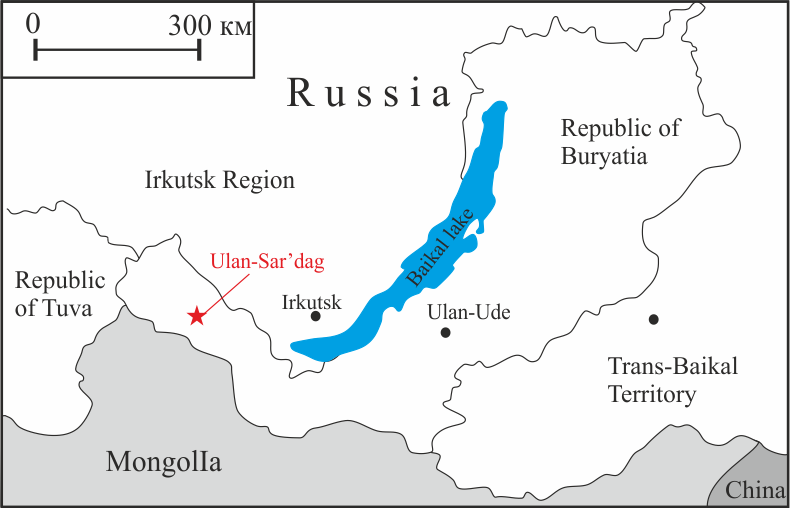 0
300 км
Russia
Republic of
Buryatia
Irkutsk Region
Baikal lake
Ulan-Sar’dag
Republic
of Tuva
Irkutsk
Ulan-Ude
Trans-Baikal
Territory
MongolIa
China